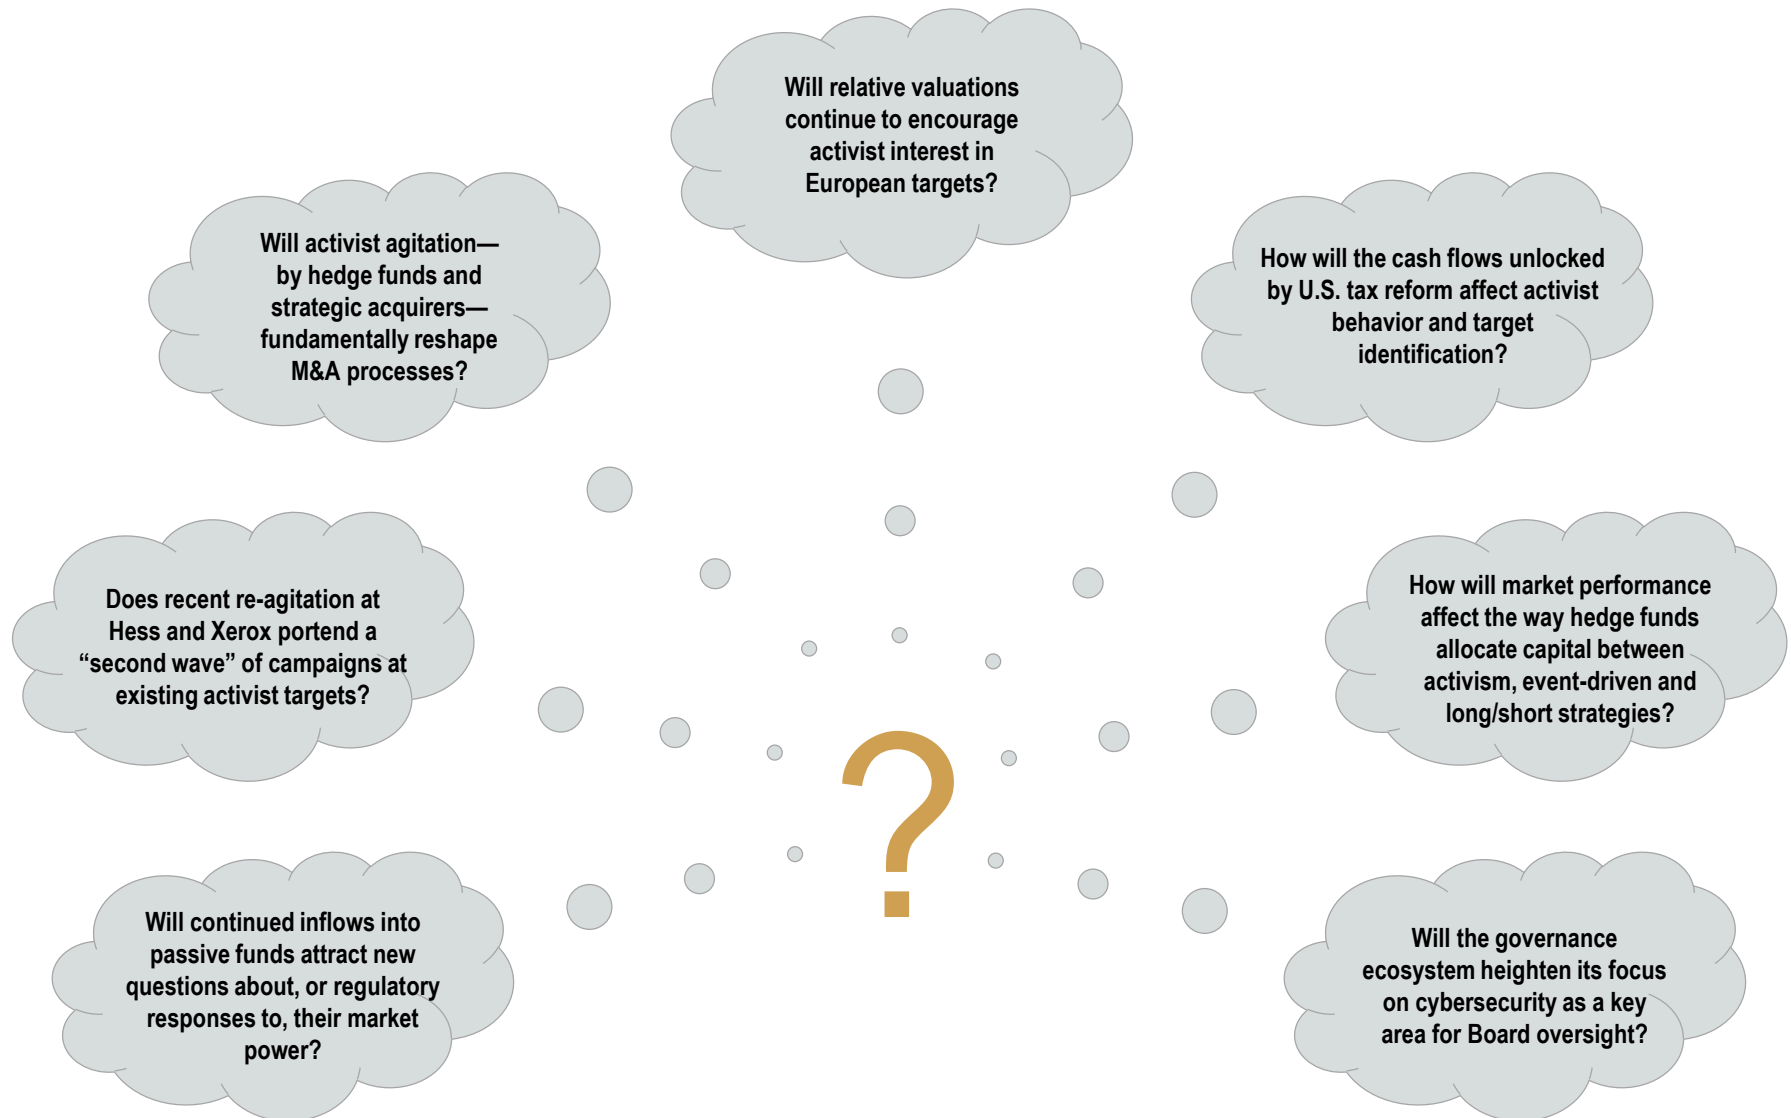 Will relative valuations
continue to encourage
activist interest in
European targets?
Will activist agitation—
by hedge funds and
strategic acquirers—
fundamentally reshape
M&A processes?
How will the cash flows unlocked
by U.S. tax reform affect activist
behavior and target
identification?
Does recent re-agitation at
Hess and Xerox portend a
“second wave” of campaigns at
existing activist targets?
How will market performance
affect the way hedge funds
allocate capital between
activism, event-driven and
long/short strategies?
?
Will continued inflows into
passive funds attract new
questions about, or regulatory
responses to, their market
power?
Will the governance
ecosystem heighten its focus
on cybersecurity as a key
area for Board oversight?